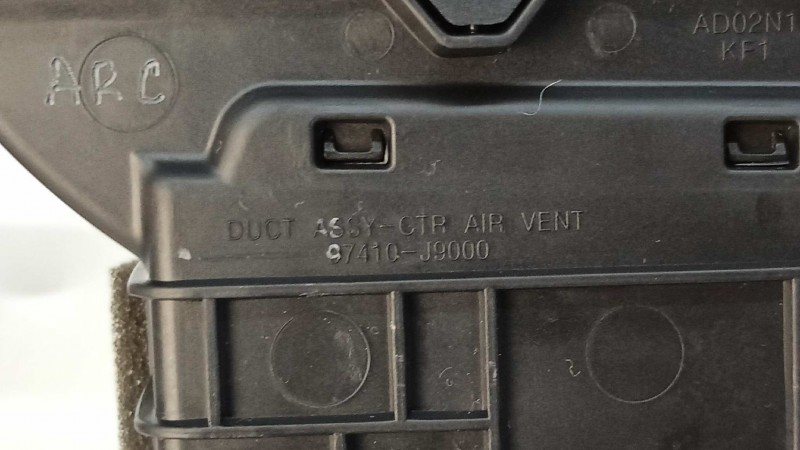 AD02N1
KF1
ARC
DUCT ASSY-CTR AIR VENT
97410-J9000